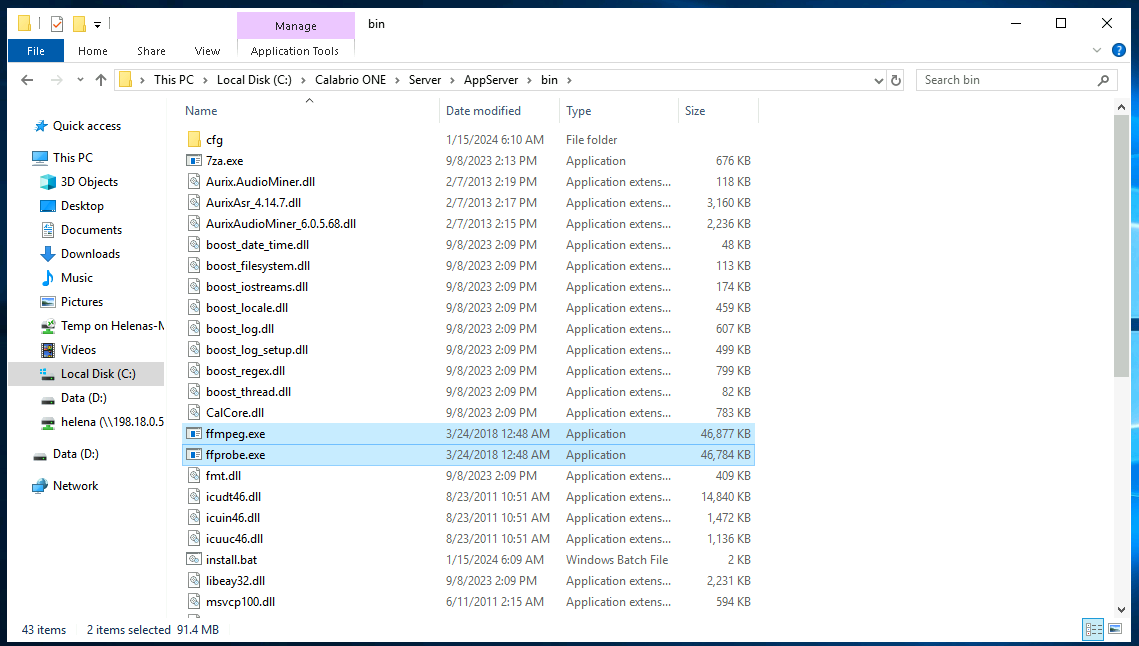 Manage
bin
File
Home
Share
View
Application Tools
This PC
Local Disk (C:)
Calabrio ONE
Server
AppServer
bin
Search bin
Name
Date modified
Type
Size
Quick access
This PC
3D Objects
Desktop
Documents
Downloads
Music
Pictures
Temp on Helenas-M
Videos
Local Disk (C:)
Data (D:)
helena (\\198.18.0.5
Data (D:)
Network
cfg 1/15/2024 6:10 AM File folder
7za.exe 9/8/2023 2:13 PM Application 676 KB
Aurix.AudioMiner.dll 2/7/2013 2:19 PM Application extens... 118 KB
AurixAsr_4.14.7.dll 2/7/2013 2:17 PM Application extens... 3,160 KB
AurixAudioMiner_6.0.5.68.dll 2/7/2013 2:15 PM Application extens... 2,236 KB
boost_date_time.dll 9/8/2023 2:09 PM Application extens... 48 KB
boost_filesystem.dll 9/8/2023 2:09 PM Application extens... 113 KB
boost_iostreams.dll 9/8/2023 2:09 PM Application extens... 174 KB
boost_locale.dll 9/8/2023 2:09 PM Application extens... 459 KB
boost_log.dll 9/8/2023 2:09 PM Application extens... 607 KB
boost_log_setup.dll 9/8/2023 2:09 PM Application extens... 499 KB
boost_regex.dll 9/8/2023 2:09 PM Application extens... 799 KB
boost_thread.dll 9/8/2023 2:09 PM Application extens... 82 KB
CalCore.dll 9/8/2023 2:09 PM Application extens... 783 KB
ffmpeg.exe 3/24/2018 12:48 AM Application 46,877 KB
ffprobe.exe 3/24/2018 12:48 AM Application 46,784 KB
fmt.dll 9/8/2023 2:09 PM Application extens... 409 KB
icudt46.dll 8/23/2011 10:51 AM Application extens... 14,840 KB
icuin46.dll 8/23/2011 10:51 AM Application extens... 1,472 KB
icuuc46.dll 8/23/2011 10:51 AM Application extens... 1,136 KB
install.bat 1/15/2024 6:09 AM Windows Batch File 2 KB
libeay32.dll 9/8/2023 2:09 PM Application extens... 2,231 KB
msvcp100.dll 6/11/2011 2:15 AM Application extens... 594 KB
43 items 2 items selected 91.4 MB